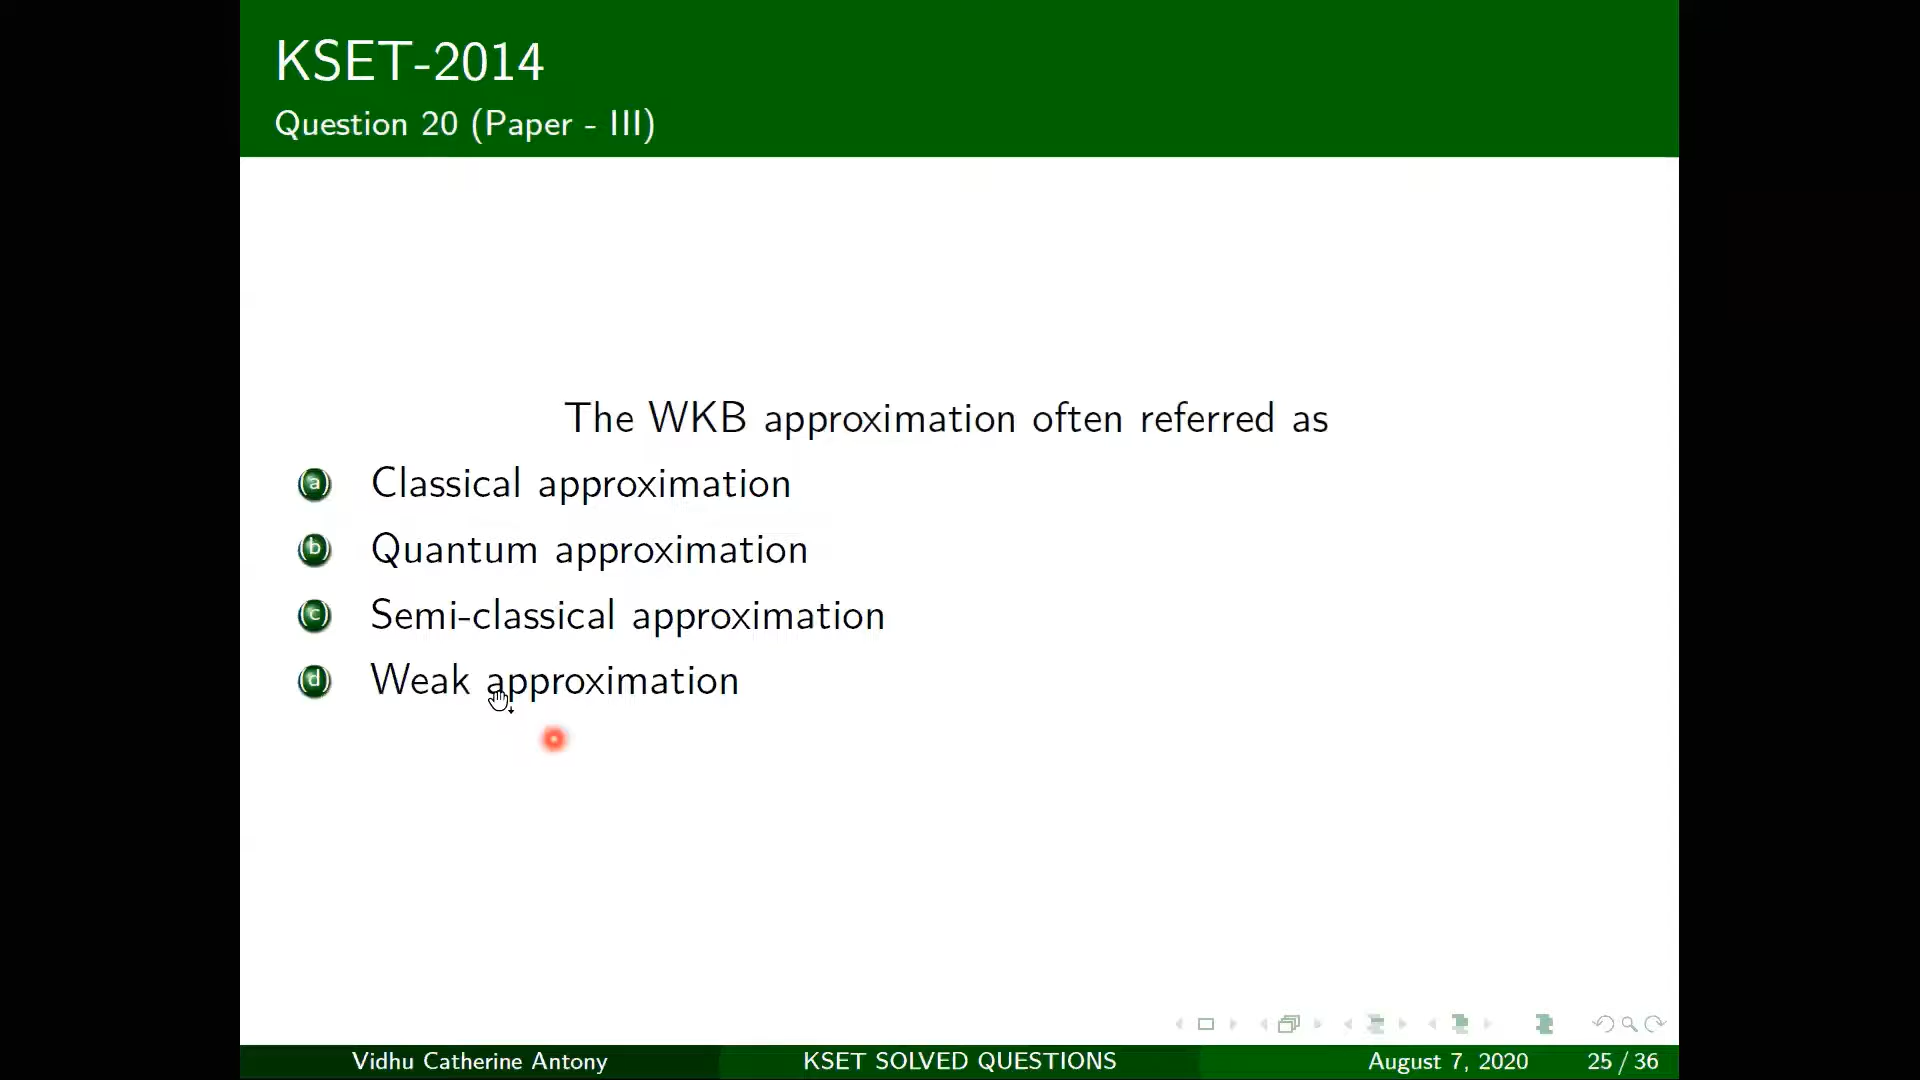 KSET-2014
Question 20 (Paper - III)
The WKB approximation often referred as
(a) Classical approximation
(b) Quantum approximation
(c) Semi-classical approximation
(d) Weak approximation
Vidhu Catherine Antony KSET SOLVED QUESTIONS August 7, 2020 25 / 36